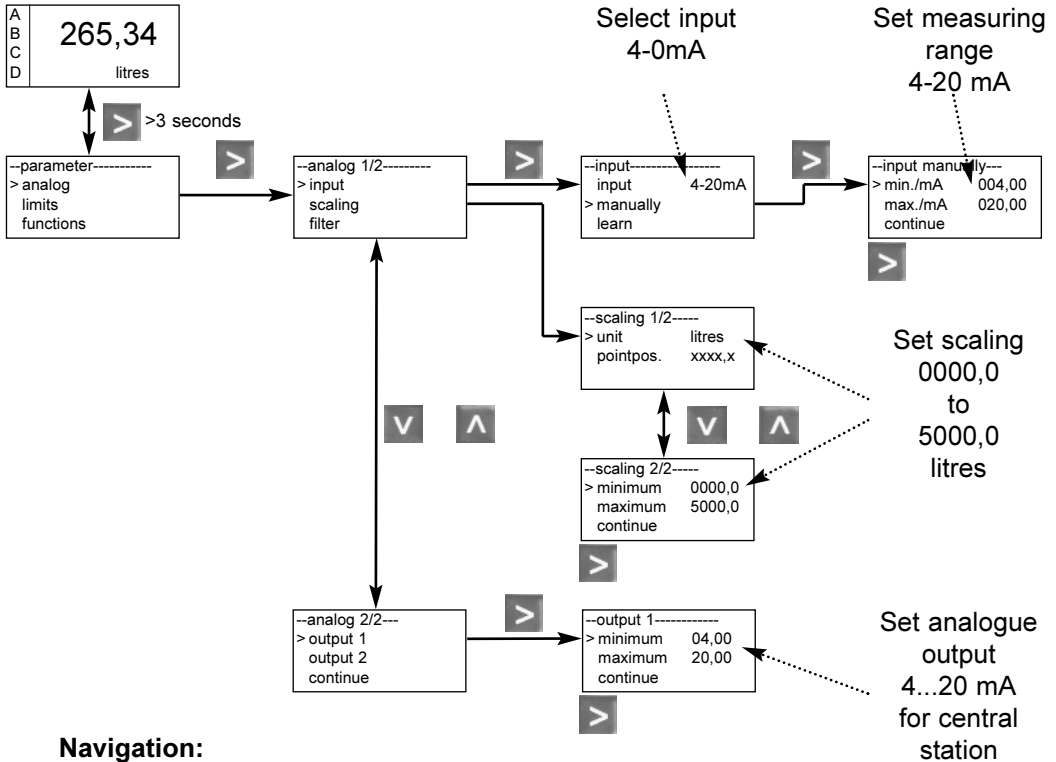 A
B
C
D
265,34
litres
>3 seconds
Select input
4-0mA
Set measuring
range
4-20 mA
--parameter-----------
> analog
limits
functions
>
--analog 1/2---------
> input
scaling
filter
>
--input------------------
input 4-20mA
> manually
learn
>
--input manually---
> min./mA 004,00
max./mA 020,00
continue
>
--scaling 1/2-----
> unit litres
pointpos. xxxx,x
Set scaling
0000,0
to
5000,0
litres
--scaling 2/2-----
> minimum 0000,0
maximum 5000,0
continue
>
--analog 2/2---
> output 1
output 2
continue
>
--output 1------------
> minimum 04,00
maximum 20,00
continue
>
Set analogue
output
4...20 mA
for central
station
Navigation: